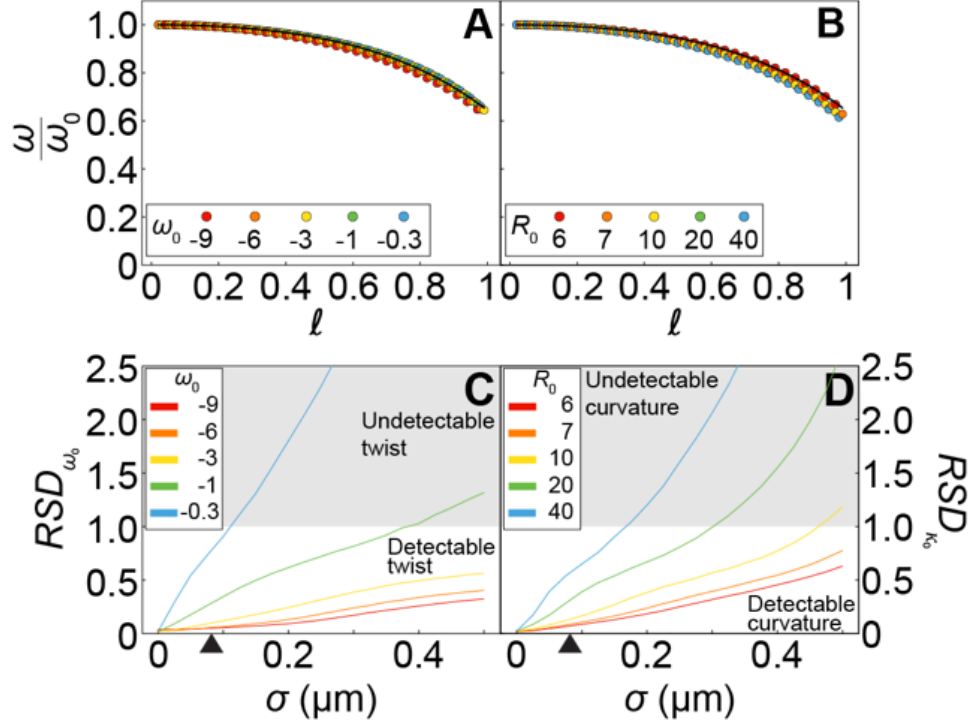 A
B
ω/ω₀
1.0
0.8
0.6
0.4
0.2
0
ω₀
-9 -6 -3 -1 -0.3
R₀
6 7 10 20 40
0 0.2 0.4 0.6 0.8 1
0 0.2 0.4 0.6 0.8 1
ℓ
ℓ
C
D
RSD_ω₀
2.5
2.0
1.5
1.0
0.5
0
ω₀
-9
-6
-3
-1
-0.3
Undetectable
twist
Detectable
twist
R₀
6
7
10
20
40
Undetectable
curvature
Detectable
curvature
2.5
2.0
1.5
1.0
0.5
0
RSD_κ₀
0 0.2 0.4
0 0.2 0.4
σ (μm)
σ (μm)